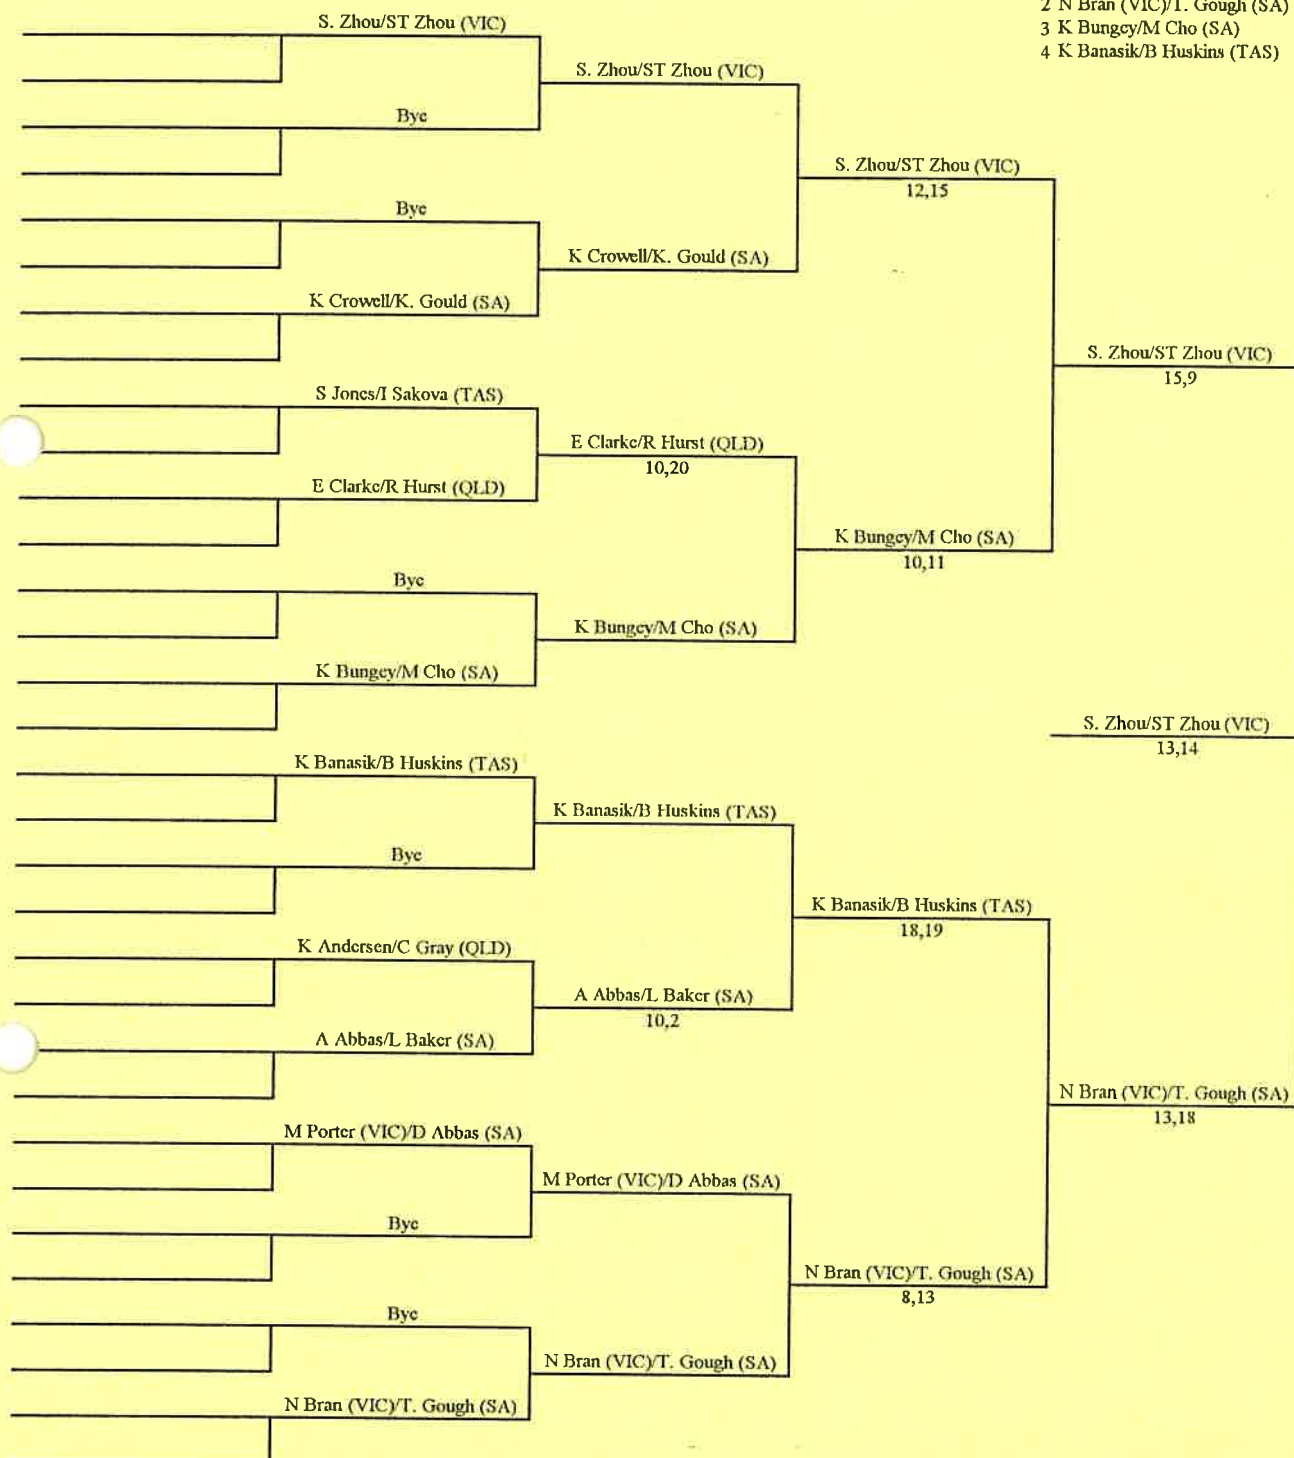 2 N Bran (VIC)/T. Gough (SA)
3 K Bungey/M Cho (SA)
4 K Banasik/B Huskins (TAS)
S. Zhou/ST Zhou (VIC)
Bye
Bye
K Crowell/K. Gould (SA)
S Jones/I Sakova (TAS)
E Clarke/R Hurst (QLD)
Bye
K Bungey/M Cho (SA)
K Banasik/B Huskins (TAS)
Bye
K Andersen/C Gray (QLD)
A Abbas/L Baker (SA)
M Porter (VIC)/D Abbas (SA)
Bye
Bye
N Bran (VIC)/T. Gough (SA)
S. Zhou/ST Zhou (VIC)
K Crowell/K. Gould (SA)
E Clarke/R Hurst (QLD)
10,20
K Bungey/M Cho (SA)
K Banasik/B Huskins (TAS)
A Abbas/L Baker (SA)
10,2
M Porter (VIC)/D Abbas (SA)
N Bran (VIC)/T. Gough (SA)
S. Zhou/ST Zhou (VIC)
12,15
K Bungey/M Cho (SA)
10,11
K Banasik/B Huskins (TAS)
18,19
N Bran (VIC)/T. Gough (SA)
8,13
S. Zhou/ST Zhou (VIC)
15,9
S. Zhou/ST Zhou (VIC)
13,14
N Bran (VIC)/T. Gough (SA)
13,18